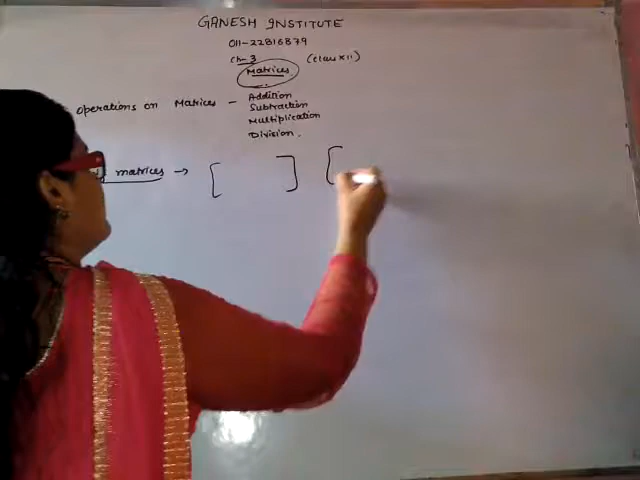 GANESH INSTITUTE
011-22816879
Ch-3
Matrices (Class XII)
Operations on Matrices - Addition
Subtraction
Multiplication
Division.
matrices → [ ] [